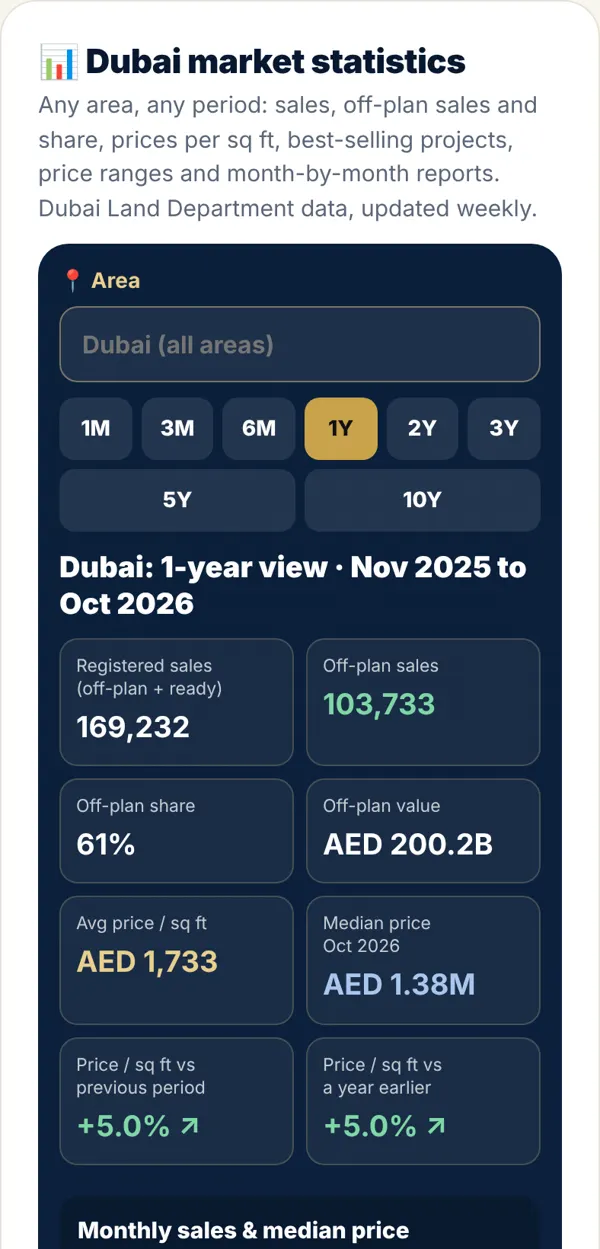 Dubai market statistics
Any area, any period: sales, off-plan sales and
share, prices per sq ft, best-selling projects,
price ranges and month-by-month reports.
Dubai Land Department data, updated weekly.
Area
Dubai (all areas)
1M 3M 6M 1Y 2Y 3Y
5Y 10Y
Dubai: 1-year view · Nov 2025 to
Oct 2026
Registered sales
(off-plan + ready)
169,232
Off-plan sales
103,733
Off-plan share
61%
Off-plan value
AED 200.2B
Avg price / sq ft
AED 1,733
Median price
Oct 2026
AED 1.38M
Price / sq ft vs
previous period
+5.0% ↗
Price / sq ft vs
a year earlier
+5.0% ↗
Monthly sales & median price